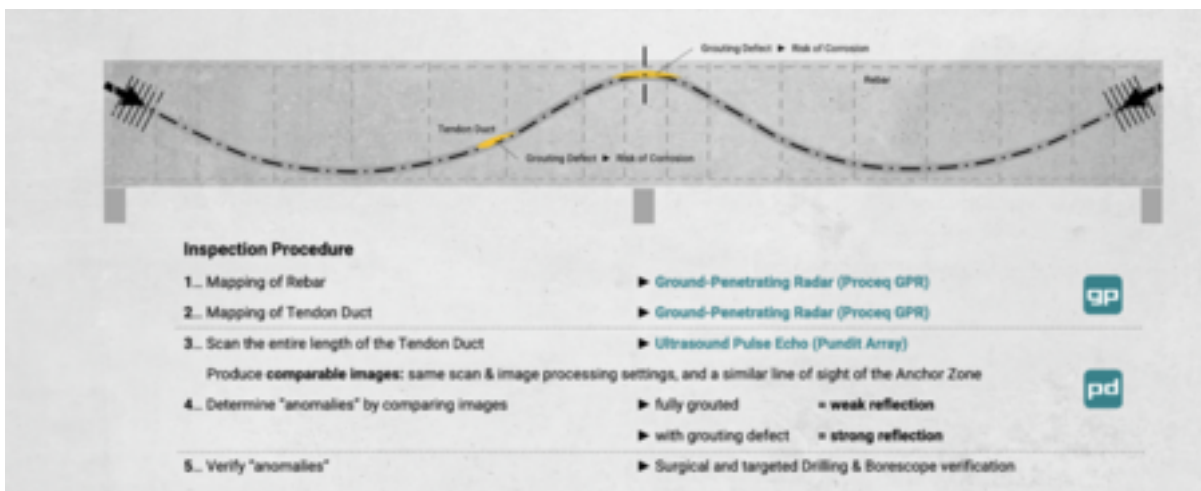 Grouting Defect ► Risk of Corrosion
Rebar
Tendon Duct
Grouting Defect ► Risk of Corrosion
Inspection Procedure
1... Mapping of Rebar ► Ground-Penetrating Radar (Proceq GPR)
gp
2... Mapping of Tendon Duct ► Ground-Penetrating Radar (Proceq GPR)
3... Scan the entire length of the Tendon Duct ► Ultrasound Pulse Echo (Pundit Array)
Produce comparable images: same scan & image processing settings, and a similar line of sight of the Anchor Zone
pd
4... Determine "anomalies" by comparing images ► fully grouted = weak reflection
► with grouting defect = strong reflection
5... Verify "anomalies" ► Surgical and targeted Drilling & Borescope verification